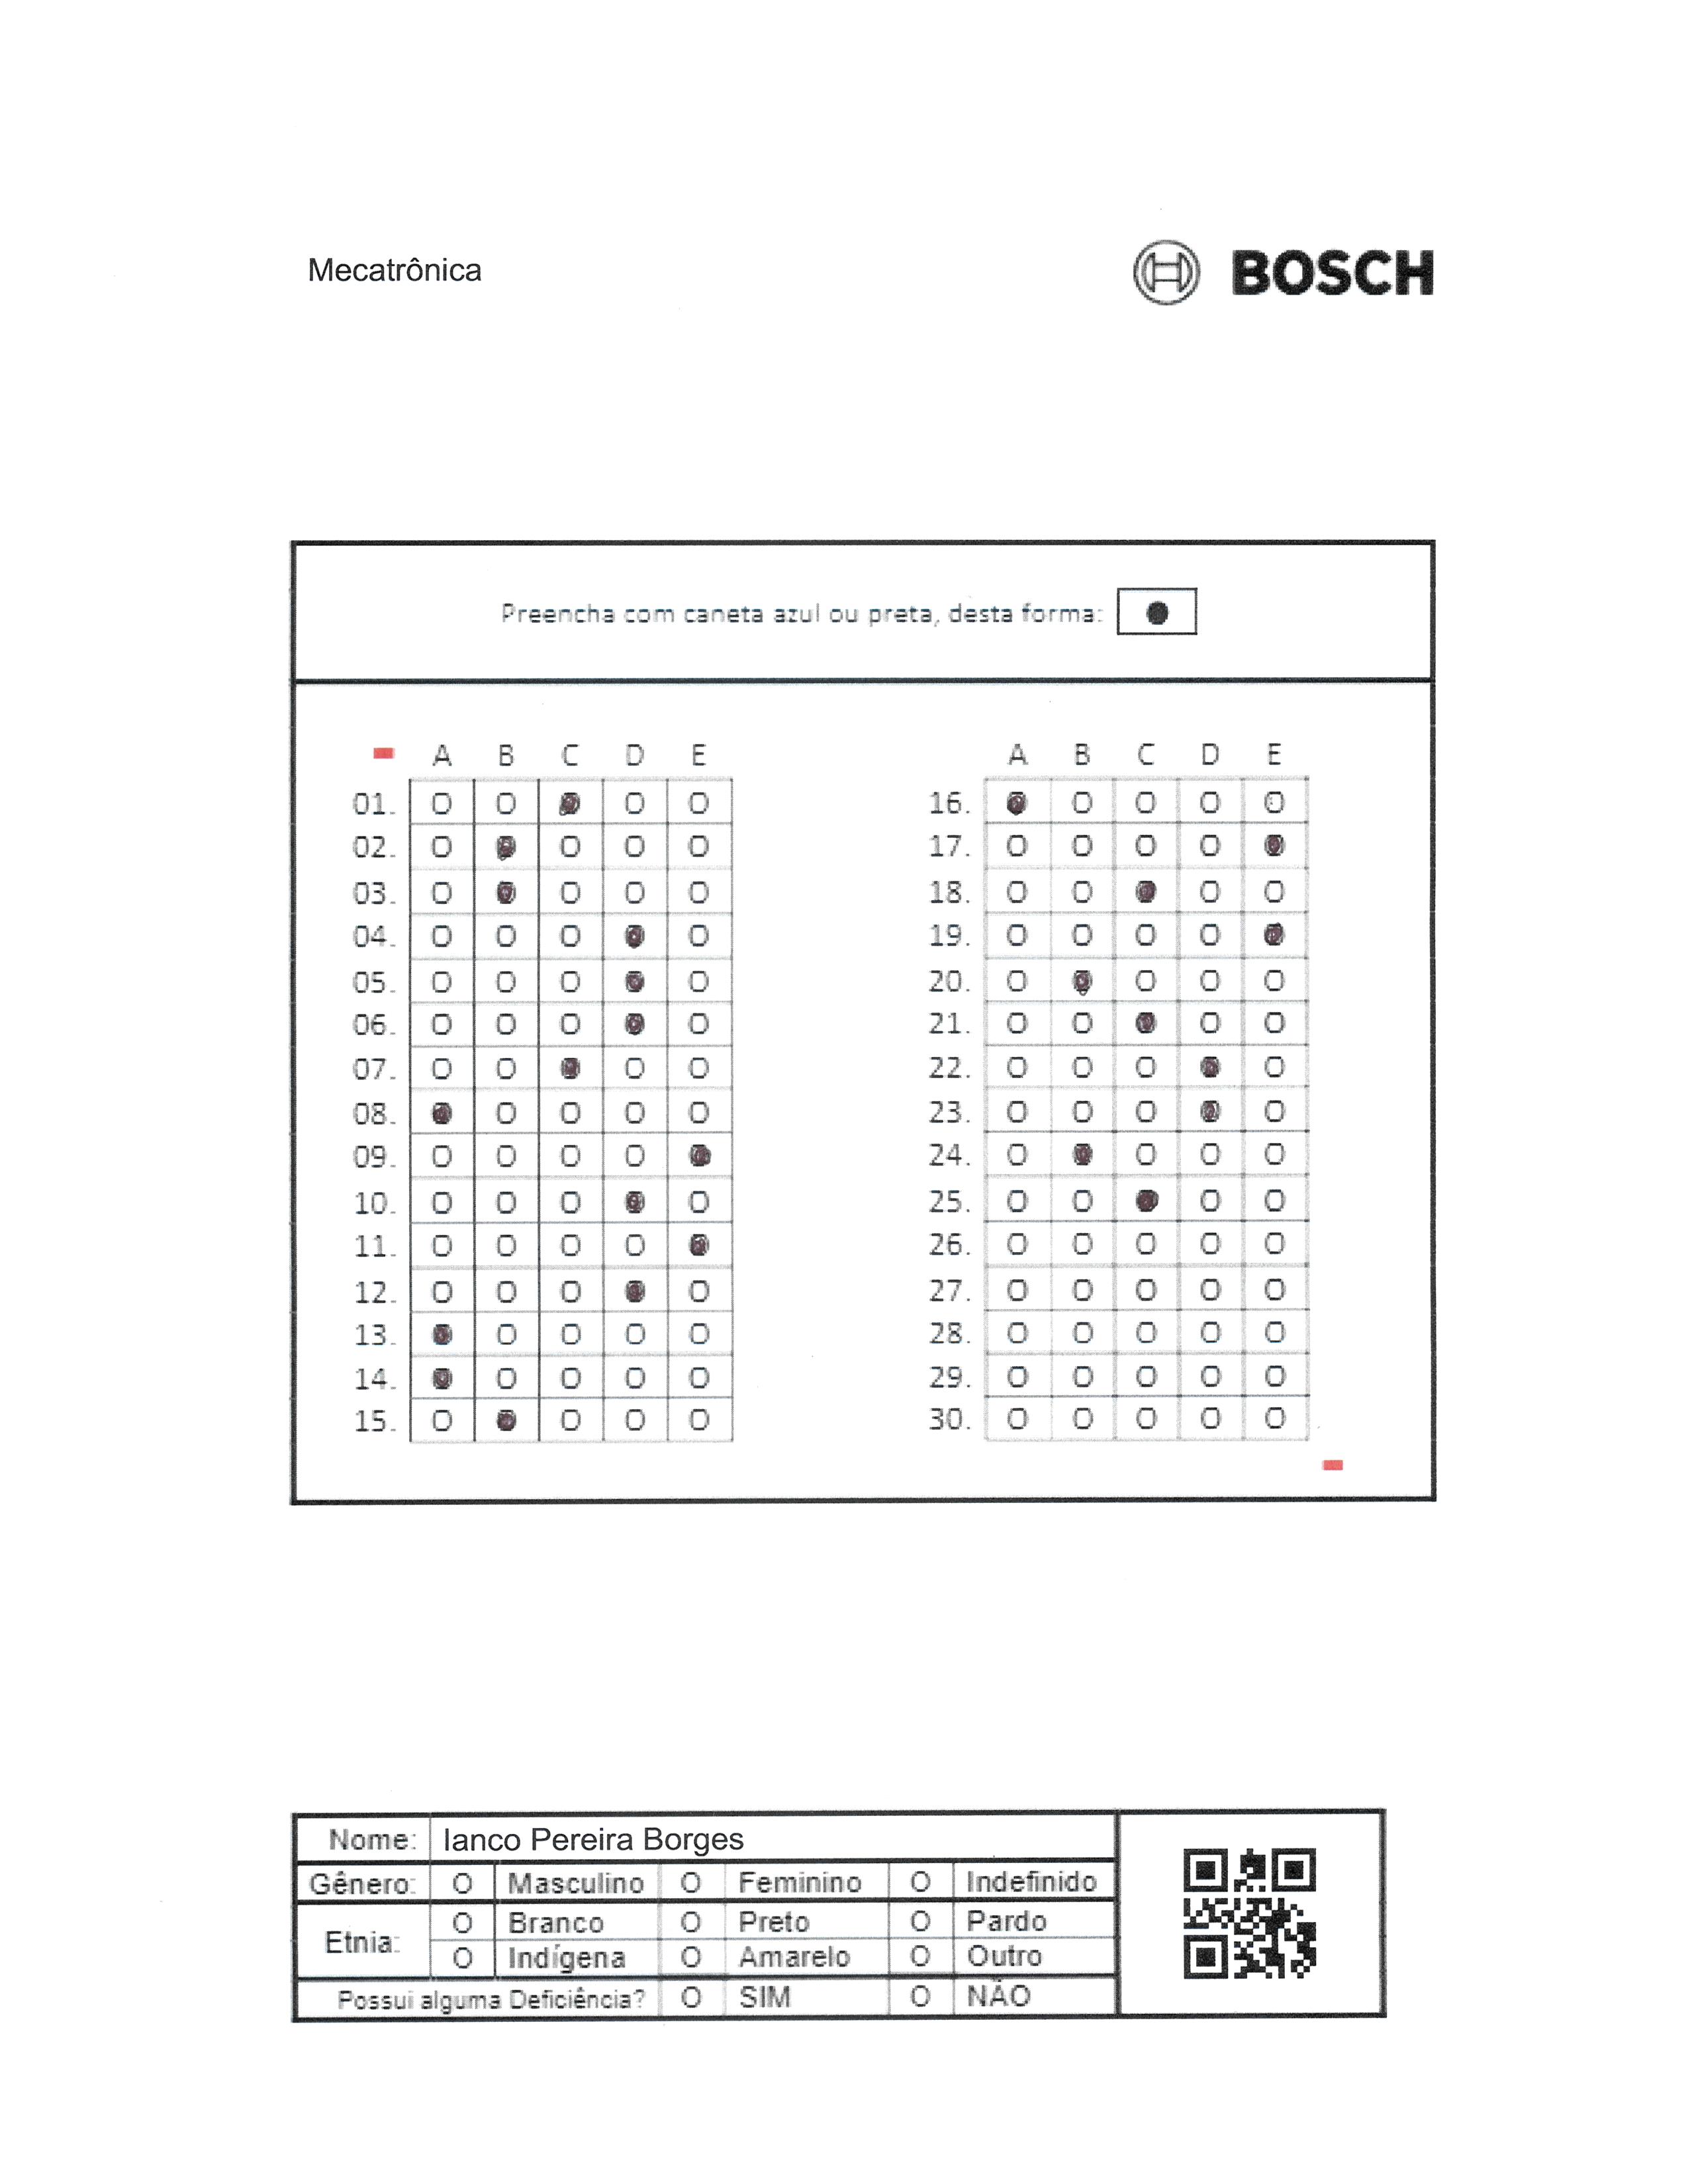 Mecatrônica
BOSCH
Preencha com caneta azul ou preta, desta forma:
A B C D E
01. O O O O
02. O O O O
03. O O O O
04. O O O O
05. O O O O
06. O O O O
07. O O O O
08. O O O O
09. O O O O
10. O O O O
11. O O O O
12. O O O O
13. O O O O
14. O O O O
15. O O O O
A B C D E
16. O O O O
17. O O O O
18. O O O O
19. O O O O
20. O O O O
21. O O O O
22. O O O O
23. O O O O
24. O O O O
25. O O O O
26. O O O O O
27. O O O O O
28. O O O O O
29. O O O O O
30. O O O O O
Nome: Ianco Pereira Borges
Gênero: O Masculino O Feminino O Indefinido
Etnia: O Branco O Preto O Pardo
O Indígena O Amarelo O Outro
Possui alguma Deficiência? O SIM O NÃO